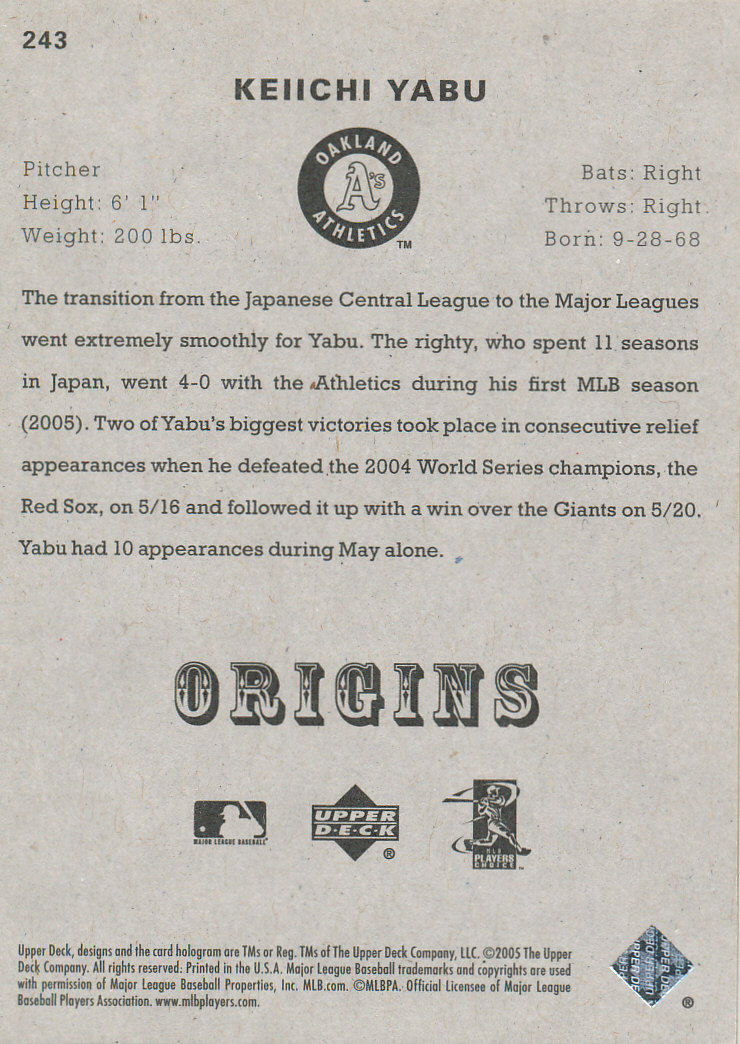 243
KEIICHI YABU
OAKLAND
A's
ATHLETICS
TM
Pitcher
Height: 6' 1"
Weight: 200 lbs.
Bats: Right
Throws: Right
Born: 9-28-68
The transition from the Japanese Central League to the Major Leagues
went extremely smoothly for Yabu. The righty, who spent 11 seasons
in Japan, went 4-0 with the Athletics during his first MLB season
(2005). Two of Yabu's biggest victories took place in consecutive relief
appearances when he defeated the 2004 World Series champions, the
Red Sox, on 5/16 and followed it up with a win over the Giants on 5/20.
Yabu had 10 appearances during May alone.
ORIGINS
MAJOR LEAGUE BASEBALL
UPPER
D·E·C·K
®
MLB
PLAYERS
CHOICE
Upper Deck, designs and the card hologram are TMs or Reg. TMs of The Upper Deck Company, LLC. ©2005 The Upper
Deck Company. All rights reserved. Printed in the U.S.A. Major League Baseball trademarks and copyrights are used
with permission of Major League Baseball Properties, Inc. MLB.com. ©MLBPA. Official Licensee of Major League
Baseball Players Association. www.mlbplayers.com.
UPPER DECK
®